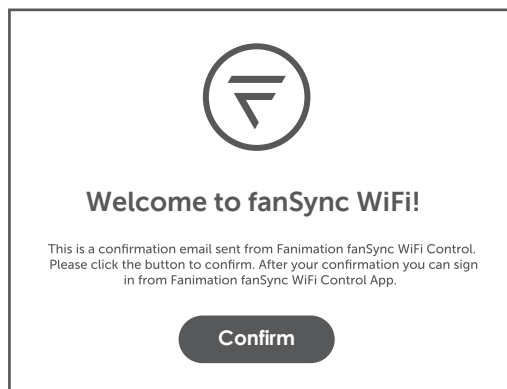 Welcome to fanSync WiFi!
This is a confirmation email sent from Fanimation fanSync WiFi Control.
Please click the button to confirm. After your confirmation you can sign
in from Fanimation fanSync WiFi Control App.
Confirm